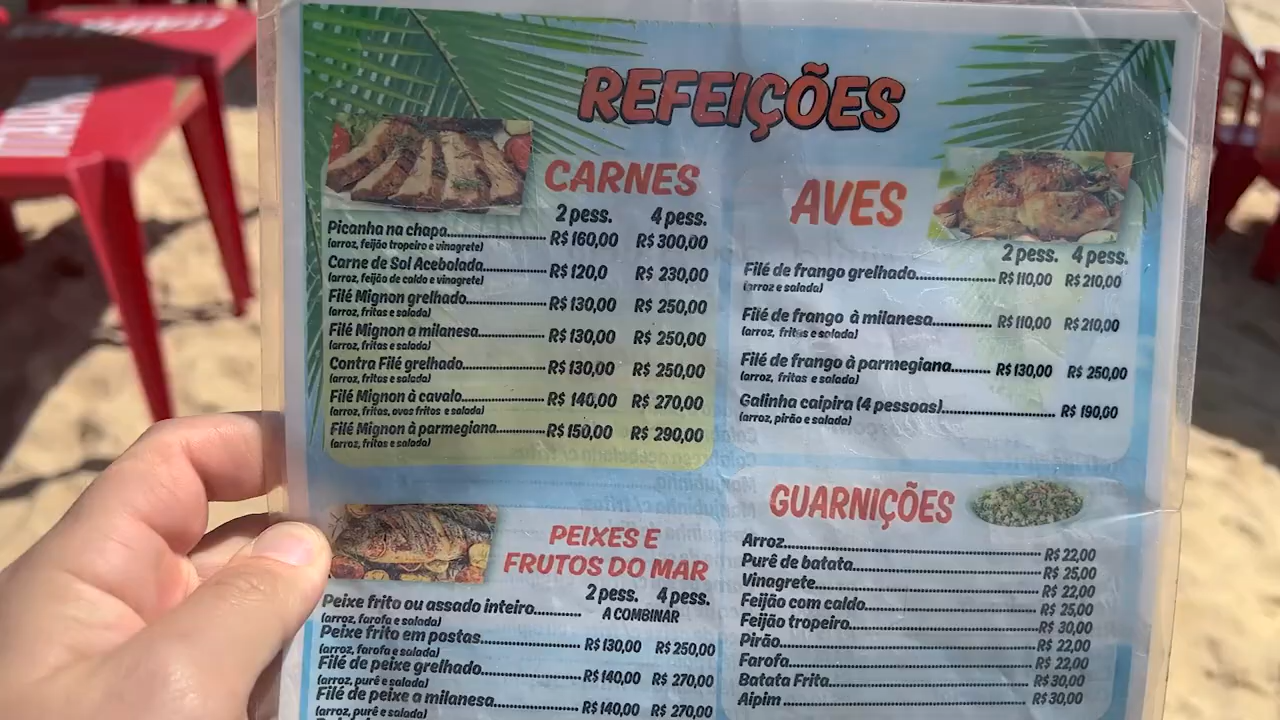 REFEIÇÕES
CARNES
2 pess. 4 pess.
Picanha na chapa R$ 160,00 R$ 300,00
(arroz, feijão tropeiro e vinagrete)
Carne de Sol Acebolada R$ 120,0 R$ 230,00
(arroz, feijão de caldo e vinagrete)
Filé Mignon grelhado R$ 130,00 R$ 250,00
(arroz, fritas e salada)
Filé Mignon a milanesa R$ 130,00 R$ 250,00
(arroz, fritas e salada)
Contra Filé grelhado R$ 130,00 R$ 250,00
(arroz, fritas e salada)
Filé Mignon à cavalo R$ 140,00 R$ 270,00
(arroz, fritas, ovos fritos e salada)
Filé Mignon à parmegiana R$ 150,00 R$ 290,00
(arroz, fritas e salada)
AVES
2 pess. 4 pess.
Filé de frango grelhado R$ 110,00 R$ 210,00
(arroz e salada)
Filé de frango à milanesa R$ 110,00 R$ 210,00
(arroz, fritas e salada)
Filé de frango à parmegiana R$ 130,00 R$ 250,00
(arroz, fritas e salada)
Galinha caipira (4 pessoas) R$ 190,00
(arroz, pirão e salada)
PEIXES E
FRUTOS DO MAR
2 pess. 4 pess.
Peixe frito ou assado inteiro A COMBINAR
(arroz, farofa e salada)
Peixe frito em postas R$ 130,00 R$ 250,00
(arroz, farofa e salada)
Filé de peixe grelhado R$ 140,00 R$ 270,00
(arroz, purê e salada)
Filé de peixe a milanesa R$ 140,00 R$ 270,00
(arroz, purê e salada)
GUARNIÇÕES
Arroz R$ 22,00
Purê de batata R$ 25,00
Vinagrete R$ 22,00
Feijão com caldo R$ 25,00
Feijão tropeiro R$ 30,00
Pirão R$ 22,00
Farofa R$ 22,00
Batata Frita R$ 30,00
Aipim R$ 30,00